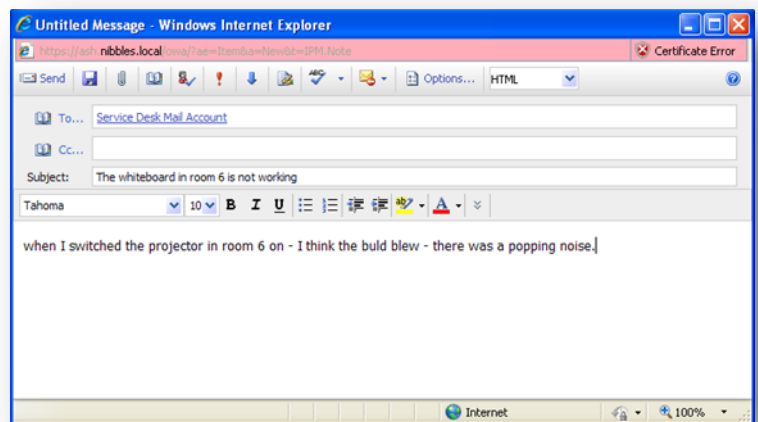 Untitled Message - Windows Internet Explorer
https://ash.nibbles.local/owa/?ae=Item&a=New&t=IPM.Note Certificate Error
Send Options... HTML
To... Service Desk Mail Account
Cc...
Subject: The whiteboard in room 6 is not working
Tahoma 10 B I U A
when I switched the projector in room 6 on - I think the buld blew - there was a popping noise.
Internet 100%